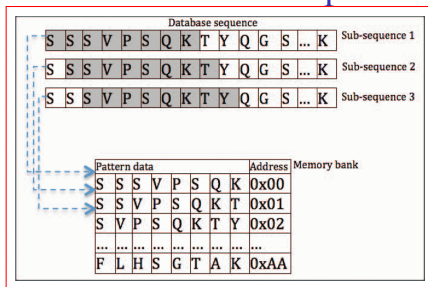 Database sequence
S S S V P S Q K T Y Q G S ... K Sub-sequence 1
S S S V P S Q K T Y Q G S ... K Sub-sequence 2
S S S V P S Q K T Y Q G S ... K Sub-sequence 3
Pattern data Address Memory bank
S S S V P S Q K 0x00
S S V P S Q K T 0x01
S V P S Q K T Y 0x02
... ... ... ... ... ... ... ... ...
F L H S G T A K 0xAA